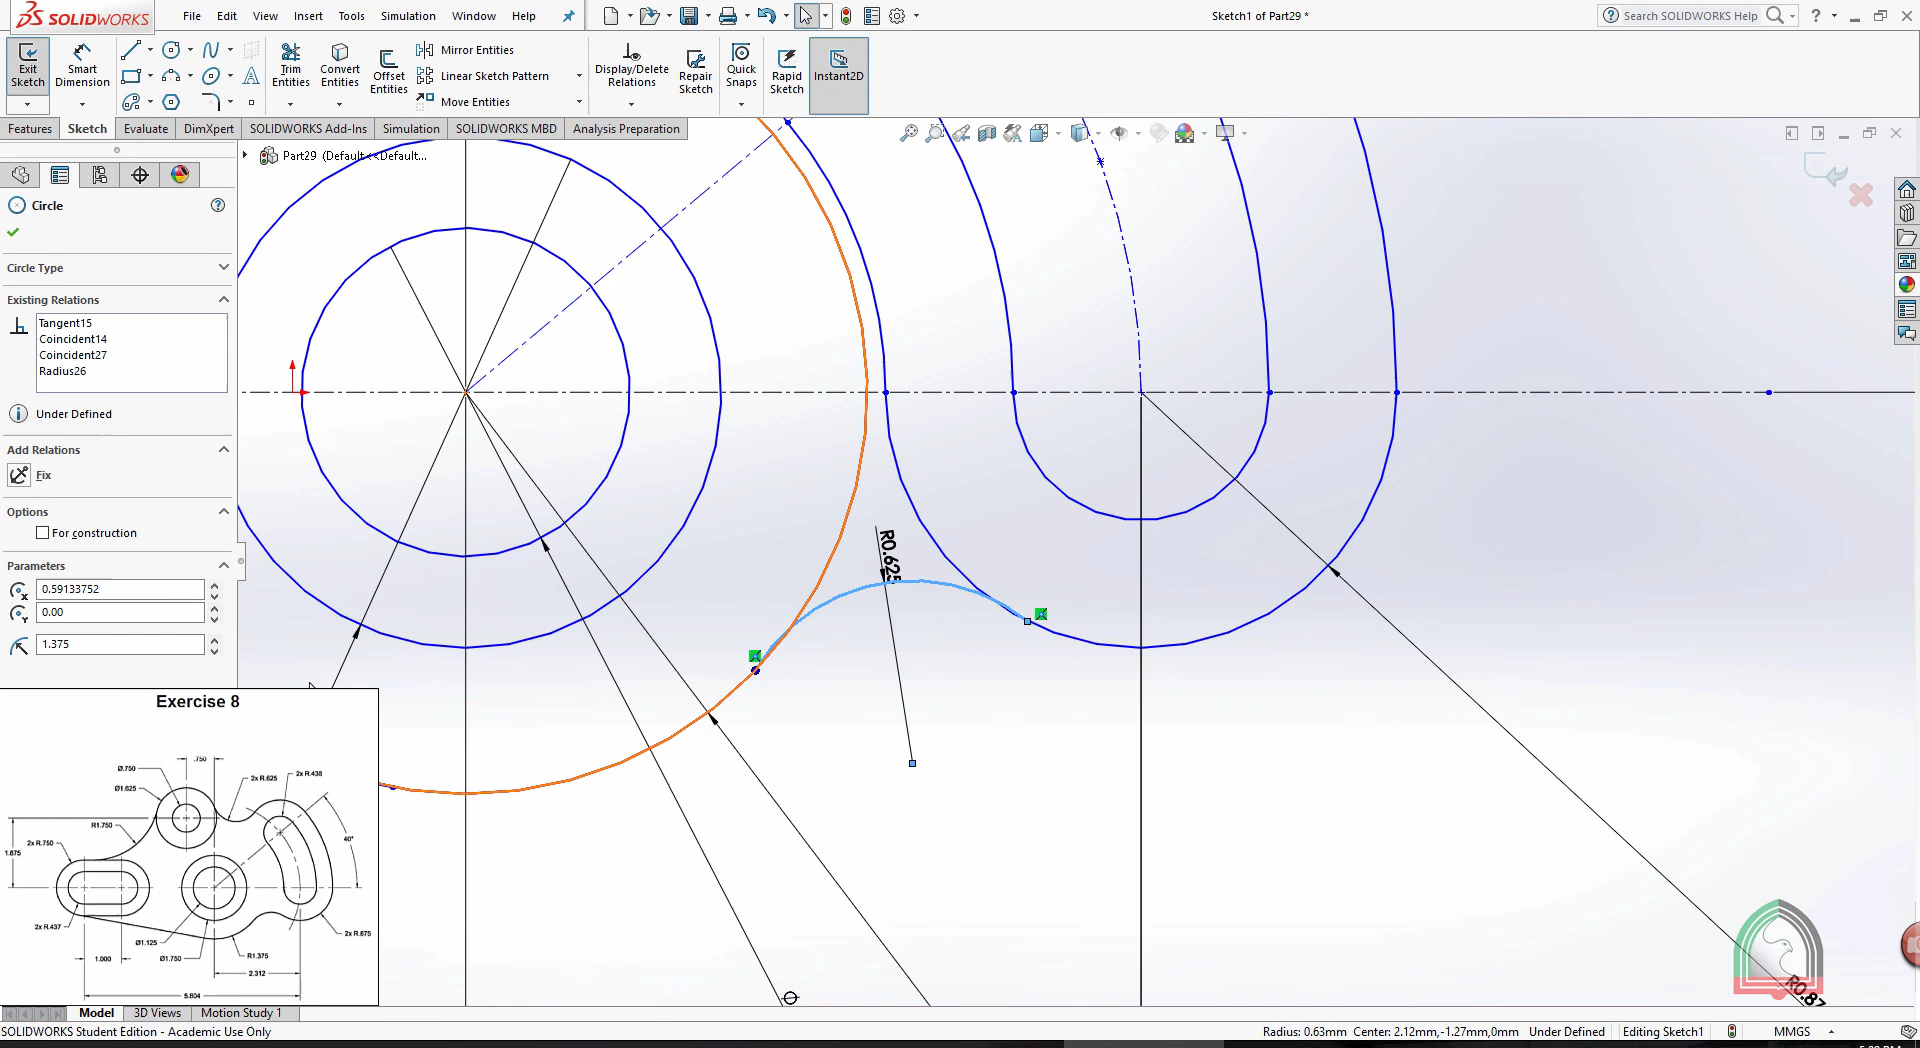 SOLIDWORKS
File
Edit
View
Insert
Tools
Simulation
Window
Help
Sketch1 of Part29 *
Search SOLIDWORKS Help
Exit Sketch
Smart Dimension
Trim Entities
Convert Entities
Offset Entities
Mirror Entities
Linear Sketch Pattern
Move Entities
Display/Delete Relations
Repair Sketch
Quick Snaps
Rapid Sketch
Instant2D
Features
Sketch
Evaluate
DimXpert
SOLIDWORKS Add-Ins
Simulation
SOLIDWORKS MBD
Analysis Preparation
Part29 (Default<<Default...
Circle
Circle Type
Existing Relations
Tangent15
Coincident14
Coincident27
Radius26
Under Defined
Add Relations
Fix
Options
For construction
Parameters
0.59133752
0.00
1.375
R0.625
Exercise 8
.750
Ø.750
2x R.625
2x R.438
Ø1.625
R1.750
40°
2x R.750
1.875
2x R.437
2x R.875
Ø1.125
1.000
Ø1.750
R1.375
2.312
5.804
Model
3D Views
Motion Study 1
SOLIDWORKS Student Edition - Academic Use Only
Radius: 0.63mm Center: 2.12mm,-1.27mm,0mm
Under Defined
Editing Sketch1
MMGS